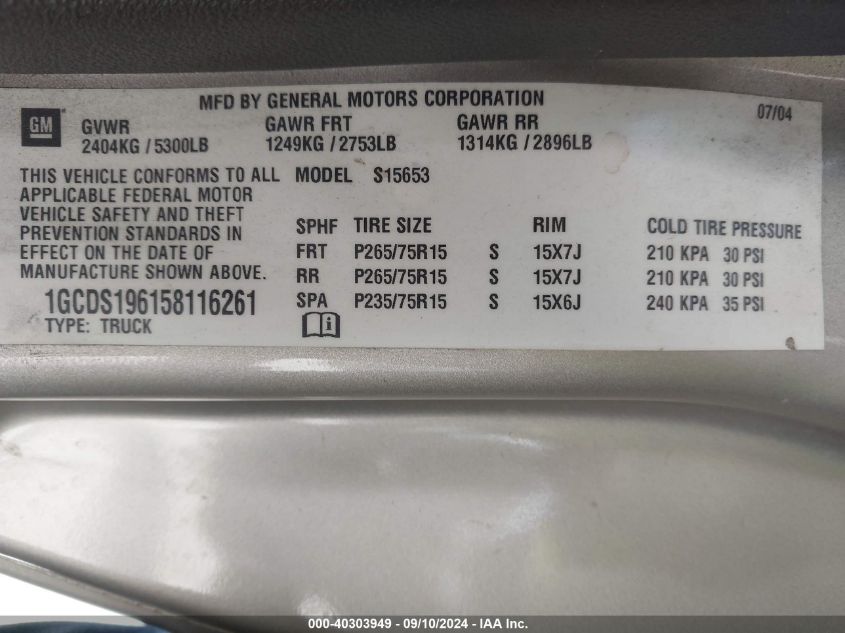 MFD BY GENERAL MOTORS CORPORATION
07/04
GM
GVWR GAWR FRT GAWR RR
2404KG / 5300LB 1249KG / 2753LB 1314KG / 2896LB
THIS VEHICLE CONFORMS TO ALL
APPLICABLE FEDERAL MOTOR
VEHICLE SAFETY AND THEFT
PREVENTION STANDARDS IN
EFFECT ON THE DATE OF
MANUFACTURE SHOWN ABOVE.
1GCDS196158116261
TYPE: TRUCK
MODEL S15653
SPHF TIRE SIZE RIM COLD TIRE PRESSURE
FRT P265/75R15 S 15X7J 210 KPA 30 PSI
RR P265/75R15 S 15X7J 210 KPA 30 PSI
SPA P235/75R15 S 15X6J 240 KPA 35 PSI
000-40303949 - 09/10/2024 - IAA Inc.